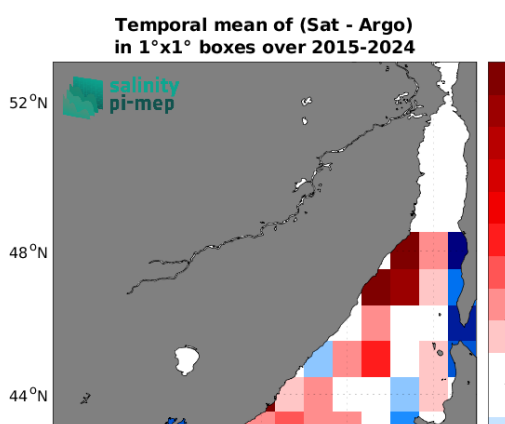 Temporal mean of (Sat - Argo)
in 1°x1° boxes over 2015-2024
salinity
pi-mep
52°N
48°N
44°N